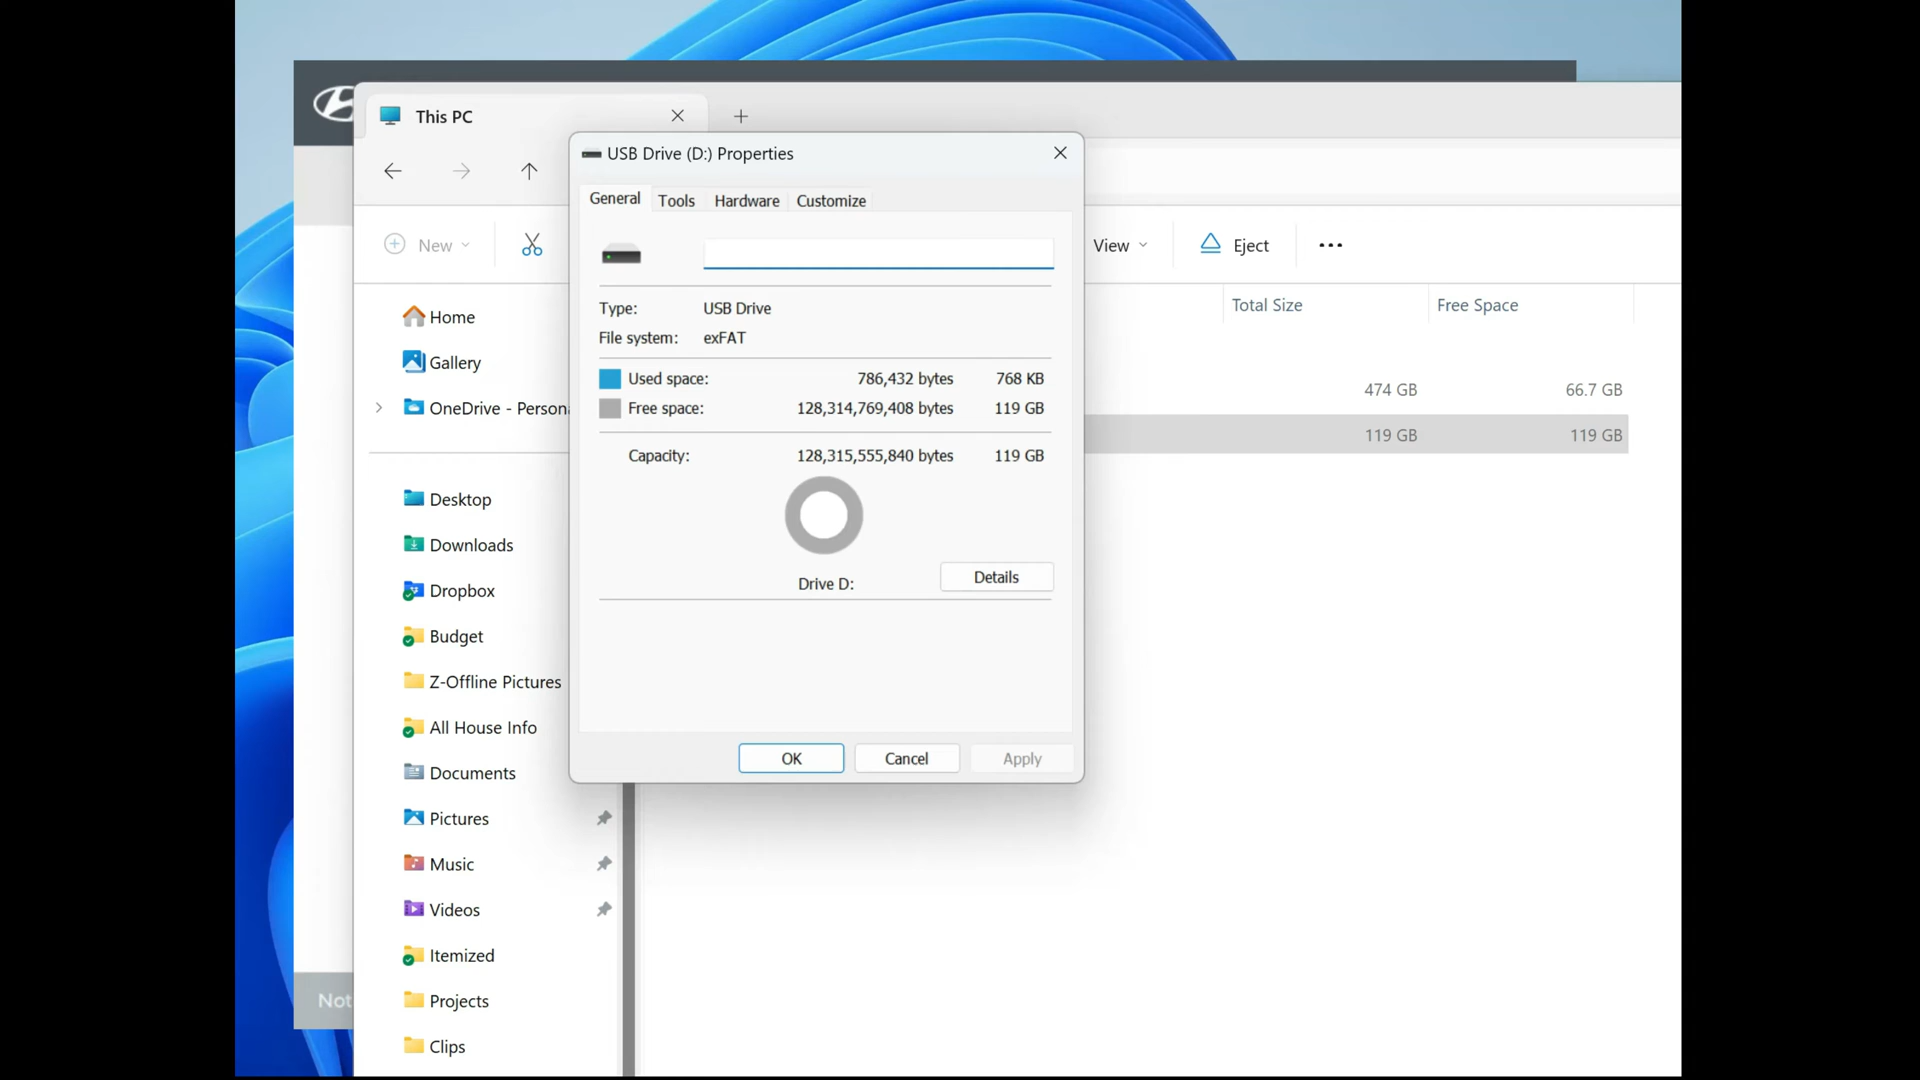 This PC
USB Drive (D:) Properties
General Tools Hardware Customize
New
View
Eject
Type: USB Drive
File system: exFAT
Used space: 786,432 bytes 768 KB
Free space: 128,314,769,408 bytes 119 GB
Capacity: 128,315,555,840 bytes 119 GB
Drive D:
Details
OK Cancel Apply
Total Size Free Space
474 GB 66.7 GB
119 GB 119 GB
Home
Gallery
OneDrive - Persona
Desktop
Downloads
Dropbox
Budget
Z-Offline Pictures
All House Info
Documents
Pictures
Music
Videos
Itemized
Projects
Clips
Not